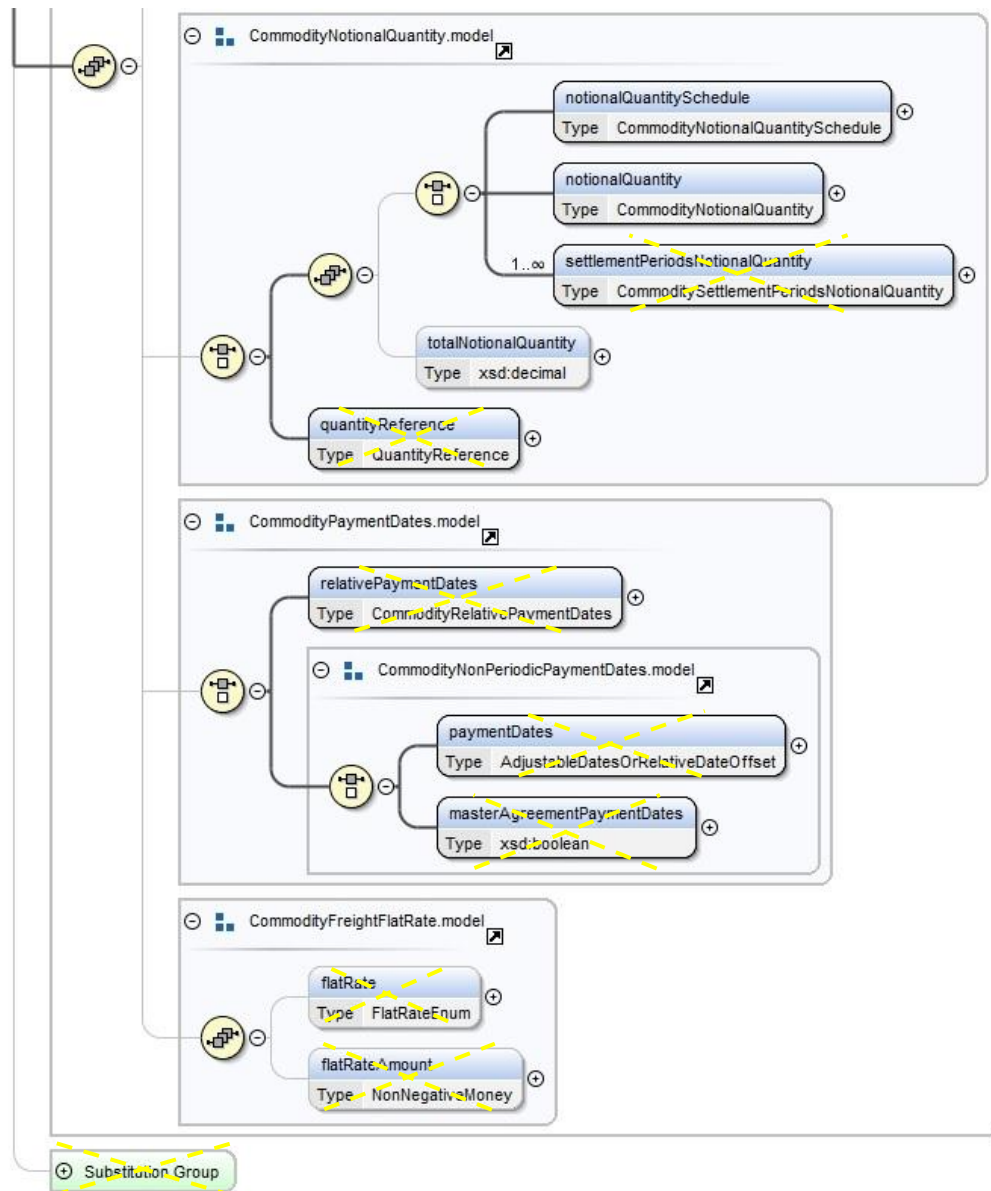 CommodityNotionalQuantity.model
notionalQuantitySchedule
Type CommodityNotionalQuantitySchedule
notionalQuantity
Type CommodityNotionalQuantity
1..∞
settlementPeriodsNotionalQuantity
Type CommoditySettlementPeriodsNotionalQuantity
totalNotionalQuantity
Type xsd:decimal
quantityReference
Type QuantityReference
CommodityPaymentDates.model
relativePaymentDates
Type CommodityRelativePaymentDates
CommodityNonPeriodicPaymentDates.model
paymentDates
Type AdjustableDatesOrRelativeDateOffset
masterAgreementPaymentDates
Type xsd:boolean
CommodityFreightFlatRate.model
flatRate
Type FlatRateEnum
flatRateAmount
Type NonNegativeMoney
Substitution Group